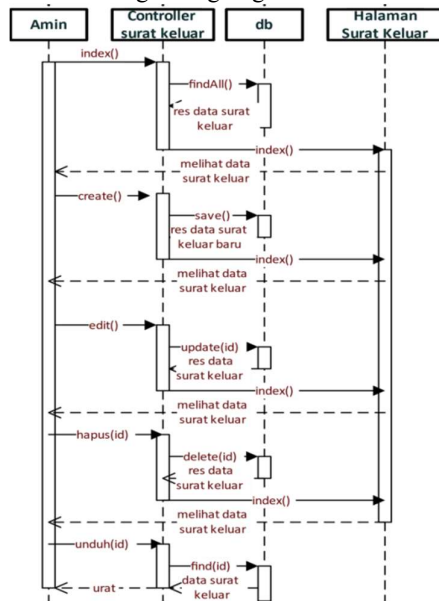 Amin
Controller
surat keluar
db
Halaman
Surat Keluar
index()
findAll()
res data surat
keluar
index()
melihat data
surat keluar
create()
save()
res data surat
keluar baru
index()
melihat data
surat keluar
edit()
update(id)
res data
surat keluar
index()
melihat data
surat keluar
hapus(id)
delete(id)
res data
surat keluar
index()
melihat data
surat keluar
unduh(id)
find(id)
urat
data surat
keluar